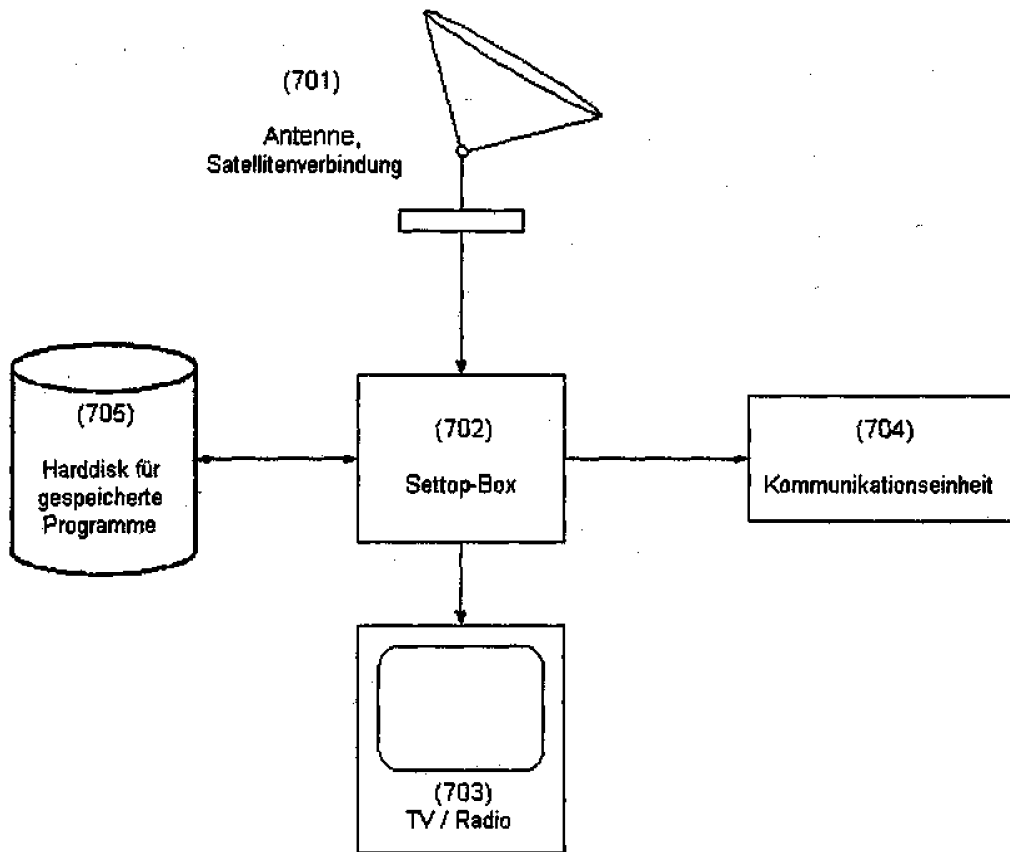 (701)
Antenne,
Satellitenverbindung
(705)
Harddisk für
gespeicherte
Programme
(702)
Settop-Box
(704)
Kommunikationseinheit
(703)
TV / Radio